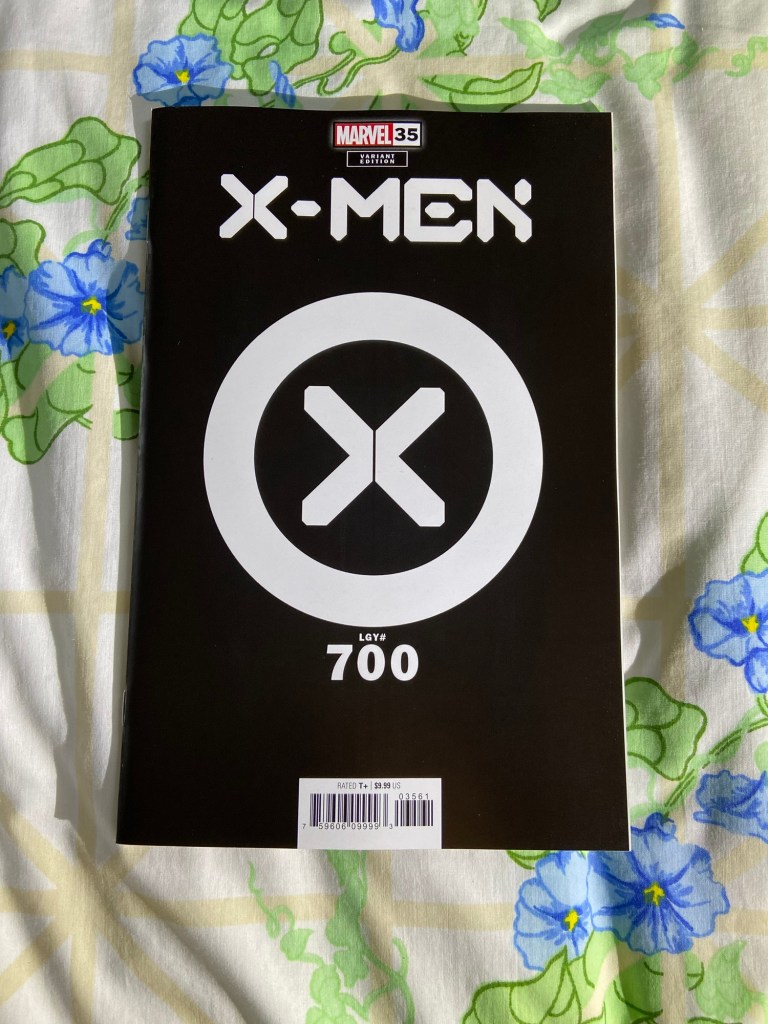 MARVEL 35
VARIANT
EDITION
X-MEN
X
LGY#
700
RATED T+ | $9.99 US
03561
7 59606 09999 3